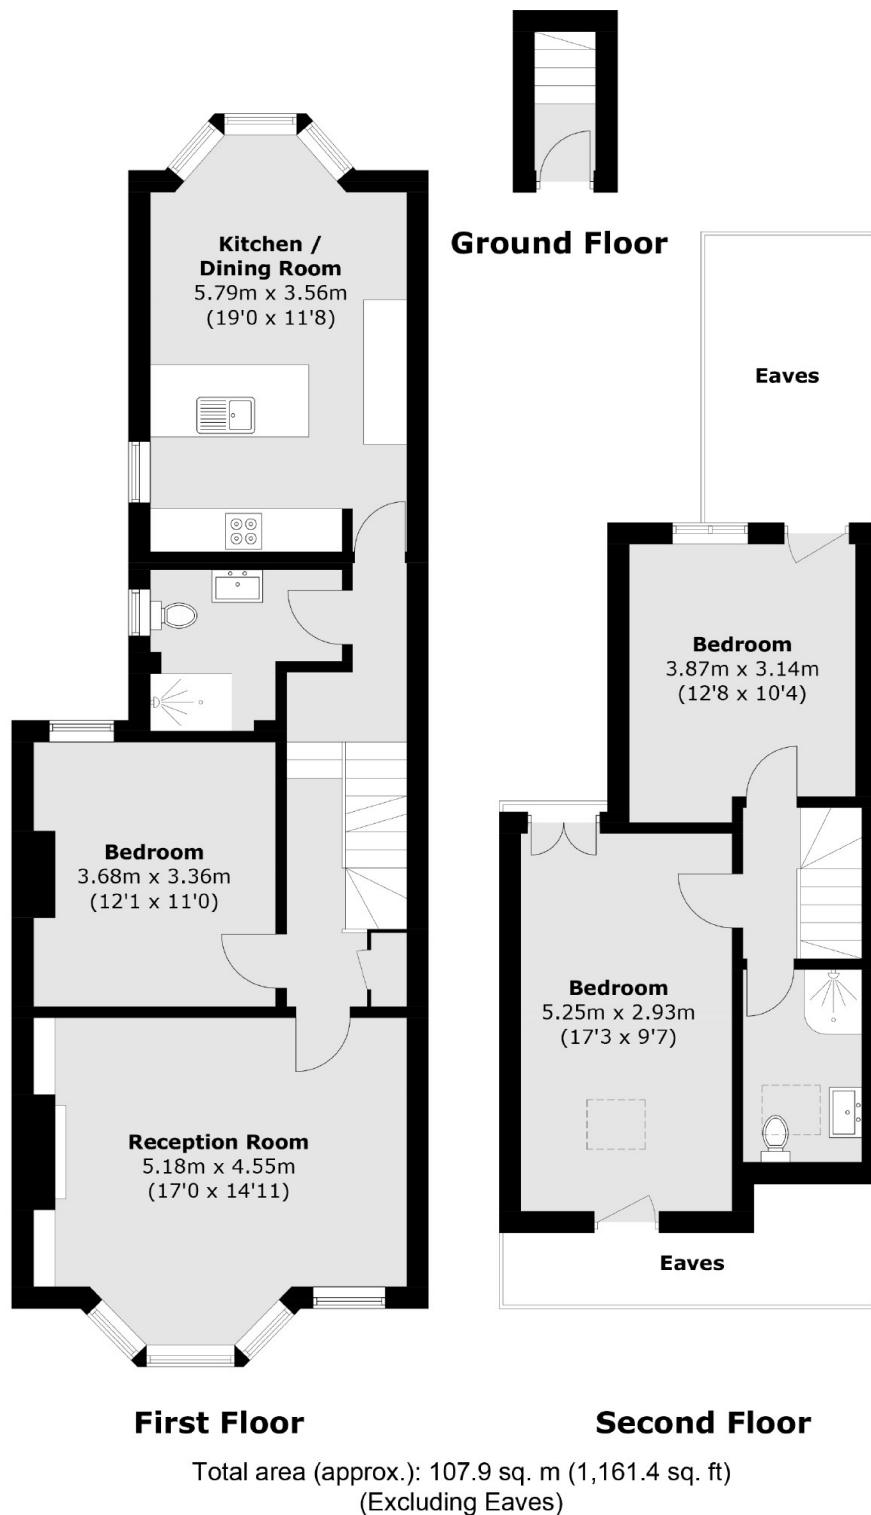 Ground Floor
Kitchen /
Dining Room
5.79m x 3.56m
(19'0 x 11'8)
Eaves
Bedroom
3.87m x 3.14m
(12'8 x 10'4)
Bedroom
3.68m x 3.36m
(12'1 x 11'0)
Bedroom
5.25m x 2.93m
(17'3 x 9'7)
Reception Room
5.18m x 4.55m
(17'0 x 14'11)
Eaves
First Floor
Second Floor
Total area (approx.): 107.9 sq. m (1,161.4 sq. ft)
(Excluding Eaves)